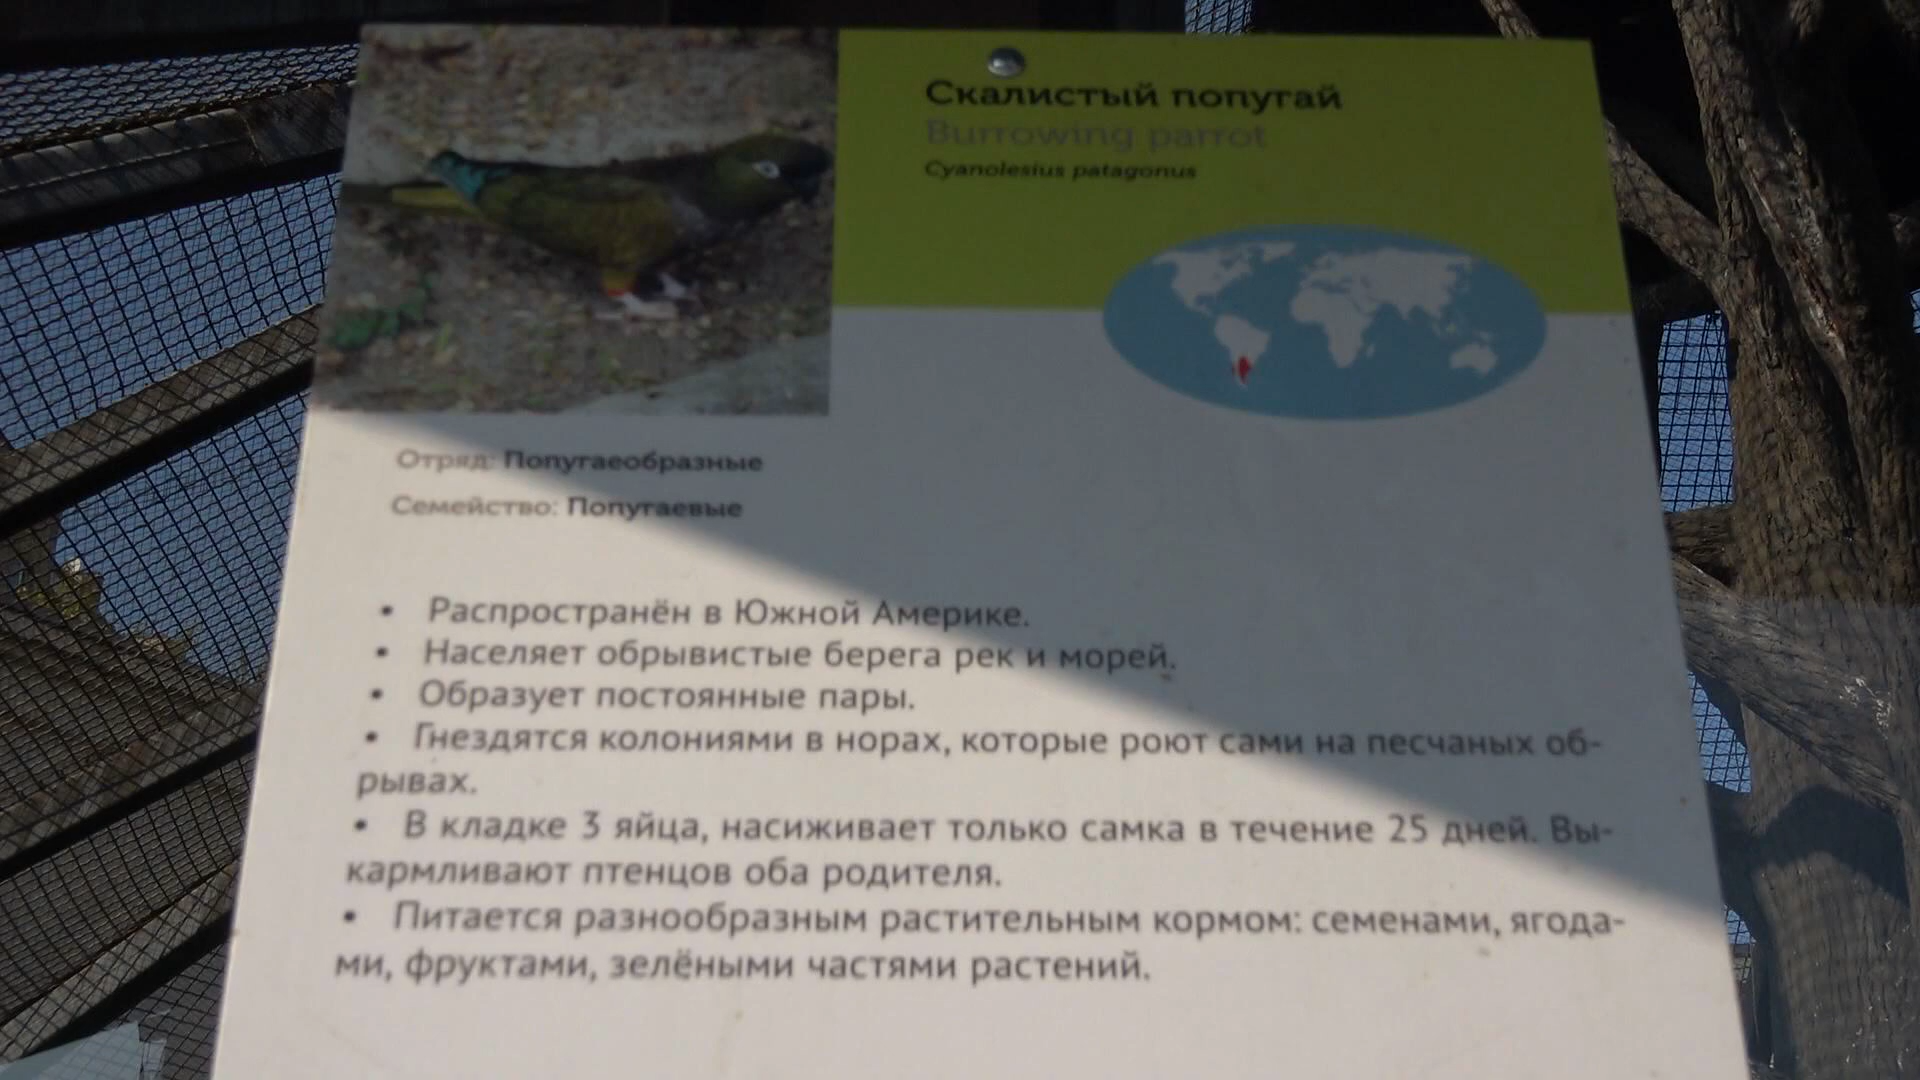 Скалистый попугай
Burrowing parrot
Cyanolesius patagonus
Отряд: Попугаеобразные
Семейство: Попугаевые
• Распространён в Южной Америке.
• Населяет обрывистые берега рек и морей.
• Образует постоянные пары.
• Гнездятся колониями в норах, которые роют сами на песчаных об-
рывах.
• В кладке 3 яйца, насиживает только самка в течение 25 дней. Вы-
кармливают птенцов оба родителя.
• Питается разнообразным растительным кормом: семенами, ягода-
ми, фруктами, зелёными частями растений.